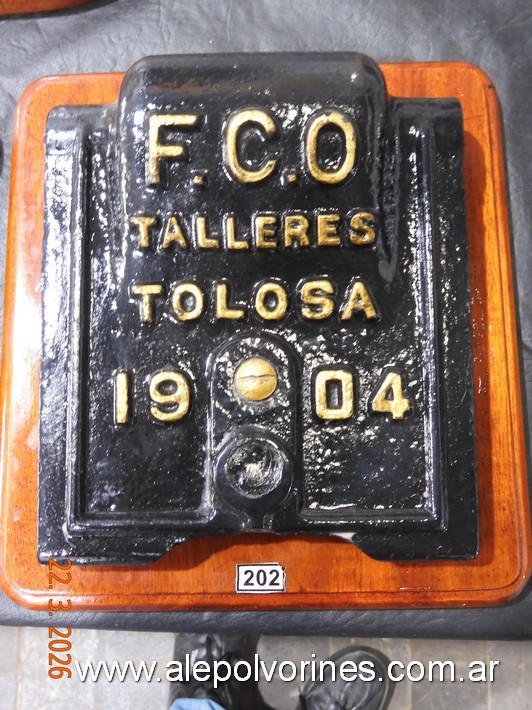 F.C.O
TALLERES
TOLOSA
19 04
202
22. 3. 2026
www.alepolvorines.com.ar